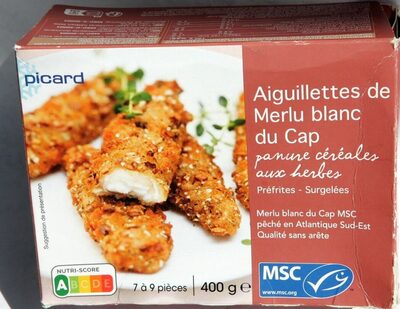 picard
Aiguillettes de
Merlu blanc
du Cap
panure céréales
aux herbes
Préfrites - Surgelées
Merlu blanc du Cap MSC
pêché en Atlantique Sud-Est
Qualité sans arête
Suggestion de présentation
NUTRI-SCORE
A B C D E
7 à 9 pièces
400 g e
MSC
www.msc.org